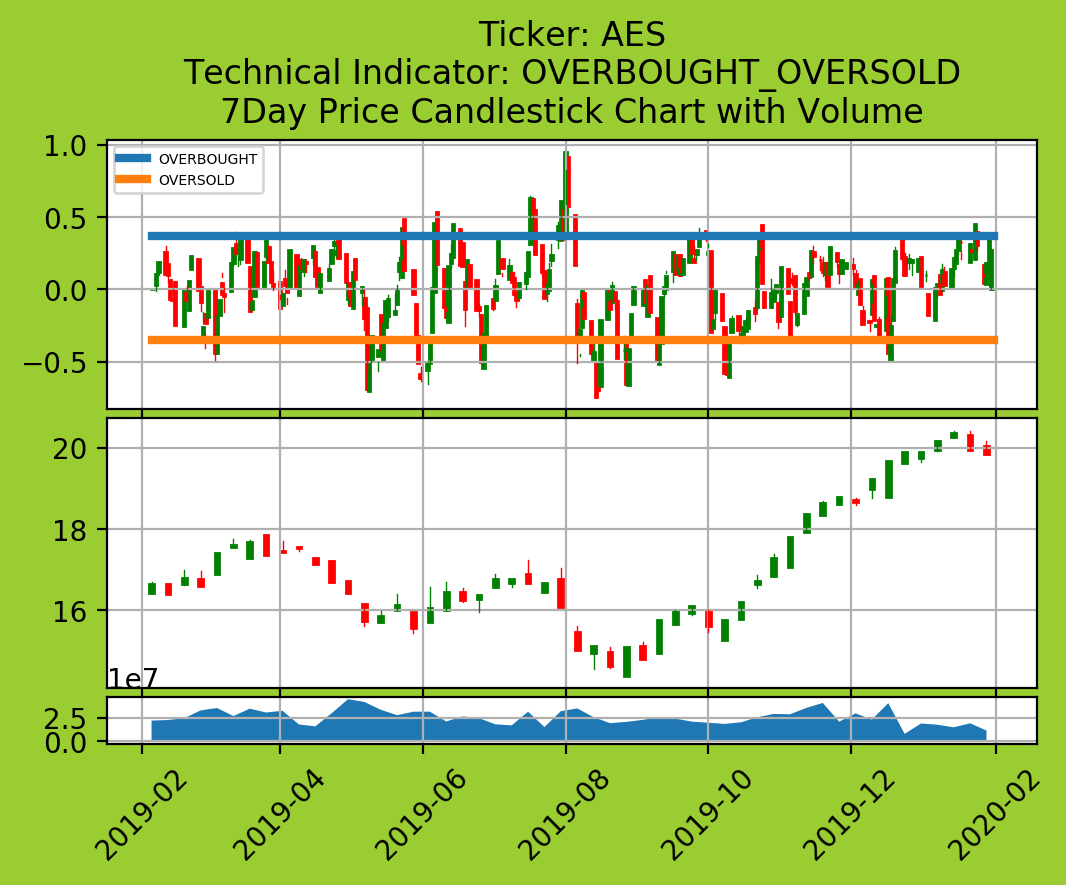 Ticker: AES
Technical Indicator: OVERBOUGHT_OVERSOLD
7Day Price Candlestick Chart with Volume
1.0
0.5
0.0
−0.5
OVERBOUGHT
OVERSOLD
20
18
16
1e7
2.5
0.0
2019-02
2019-04
2019-06
2019-08
2019-10
2019-12
2020-02